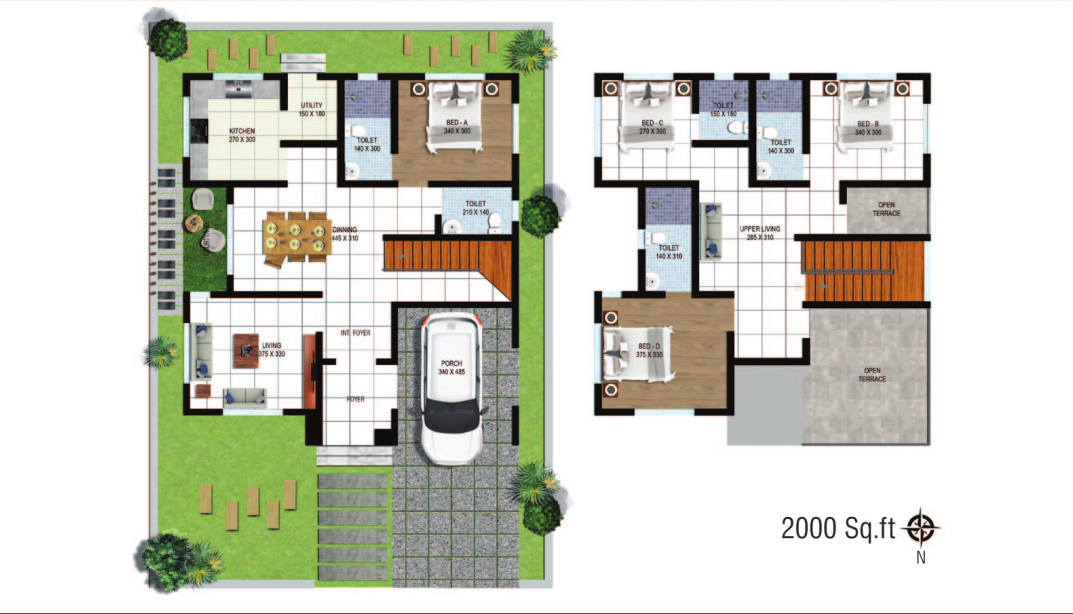 KITCHEN
270 X 300
UTILITY
150 X 180
TOILET
140 X 300
BED - A
340 X 300
TOILET
210 X 140
DINNING
445 X 310
LIVING
375 X 330
INT. FOYER
FOYER
PORCH
340 X 485
BED - C
270 X 300
TOILET
150 X 180
TOILET
140 X 300
BED - B
340 X 300
OPEN
TERRACE
UPPER LIVING
285 X 310
TOILET
140 X 310
BED - D
375 X 330
OPEN
TERRACE
2000 Sq.ft
N